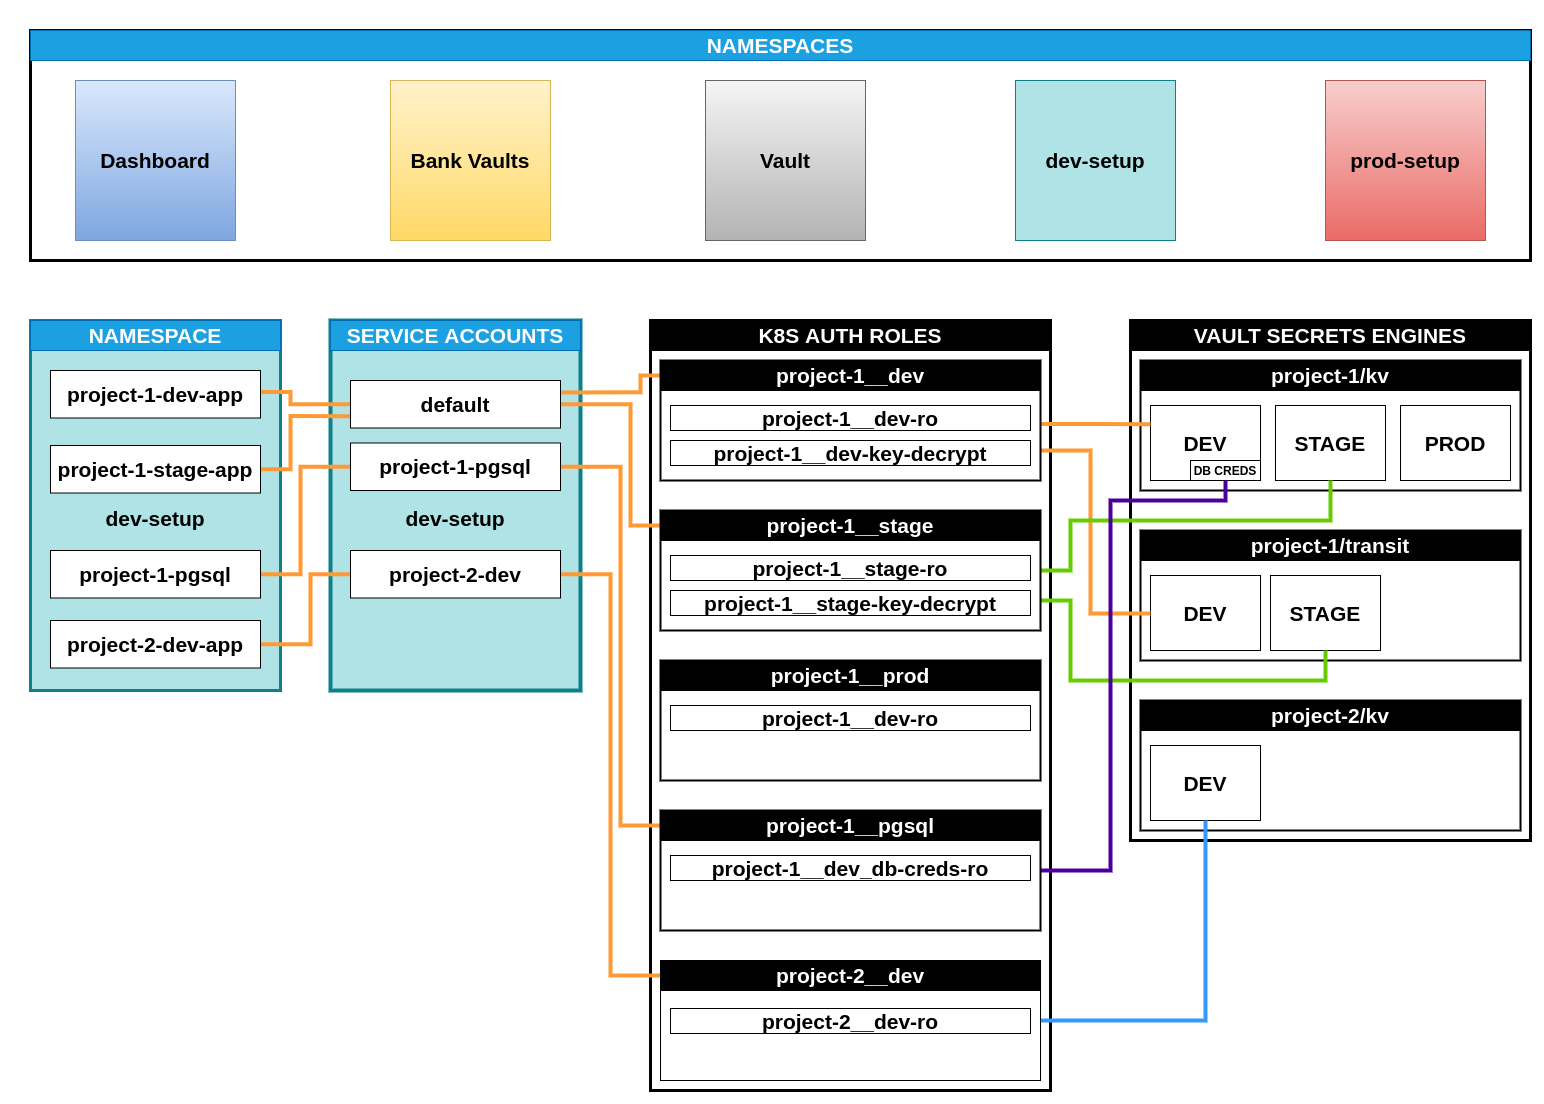 NAMESPACES
Dashboard
Bank Vaults
Vault
dev-setup
prod-setup
NAMESPACE
project-1-dev-app
project-1-stage-app
dev-setup
project-1-pgsql
project-2-dev-app
SERVICE ACCOUNTS
default
project-1-pgsql
dev-setup
project-2-dev
K8S AUTH ROLES
project-1__dev
project-1__dev-ro
project-1__dev-key-decrypt
project-1__stage
project-1__stage-ro
project-1__stage-key-decrypt
project-1__prod
project-1__dev-ro
project-1__pgsql
project-1__dev_db-creds-ro
project-2__dev
project-2__dev-ro
VAULT SECRETS ENGINES
project-1/kv
DEV
DB CREDS
STAGE
PROD
project-1/transit
DEV
STAGE
project-2/kv
DEV